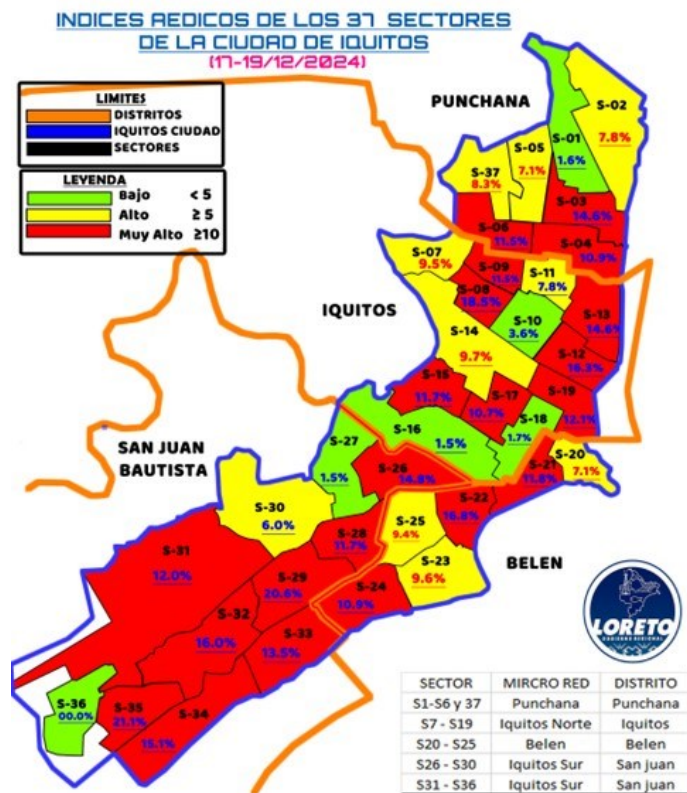 INDICES AEDICOS DE LOS 37 SECTORES
DE LA CIUDAD DE IQUITOS
(17-19/12/2024)
LIMITES
DISTRITOS
IQUITOS CIUDAD
SECTORES
LEYENDA
Bajo < 5
Alto ≥ 5
Muy Alto ≥10
PUNCHANA
S-02
7.8%
S-01
1.6%
S-05
7.1%
S-37
8.3%
S-03
14.6%
S-06
11.5%
S-04
10.9%
S-07
9.5%
S-09
11.5%
S-11
7.8%
S-08
18.5%
S-10
3.6%
S-13
14.6%
IQUITOS
S-14
9.7%
S-12
16.3%
S-15
11.7%
S-17
10.7%
S-19
12.1%
S-16
1.5%
S-18
1.7%
S-27
1.5%
SAN JUAN
BAUTISTA
S-26
14.8%
S-21
11.8%
S-20
7.1%
S-30
6.0%
S-22
16.8%
S-25
9.4%
S-28
11.7%
S-31
12.0%
BELEN
S-23
9.6%
S-29
20.6%
S-24
10.9%
S-32
16.0%
S-33
13.5%
S-36
00.0%
S-35
21.1%
S-34
15.1%
LORETO
GOBIERNO REGIONAL
SECTOR MIRCRO RED DISTRITO
S1-S6 y 37 Punchana Punchana
S7 - S19 Iquitos Norte Iquitos
S20 - S25 Belen Belen
S26 - S30 Iquitos Sur San juan
S31 - S36 Iquitos Sur San juan